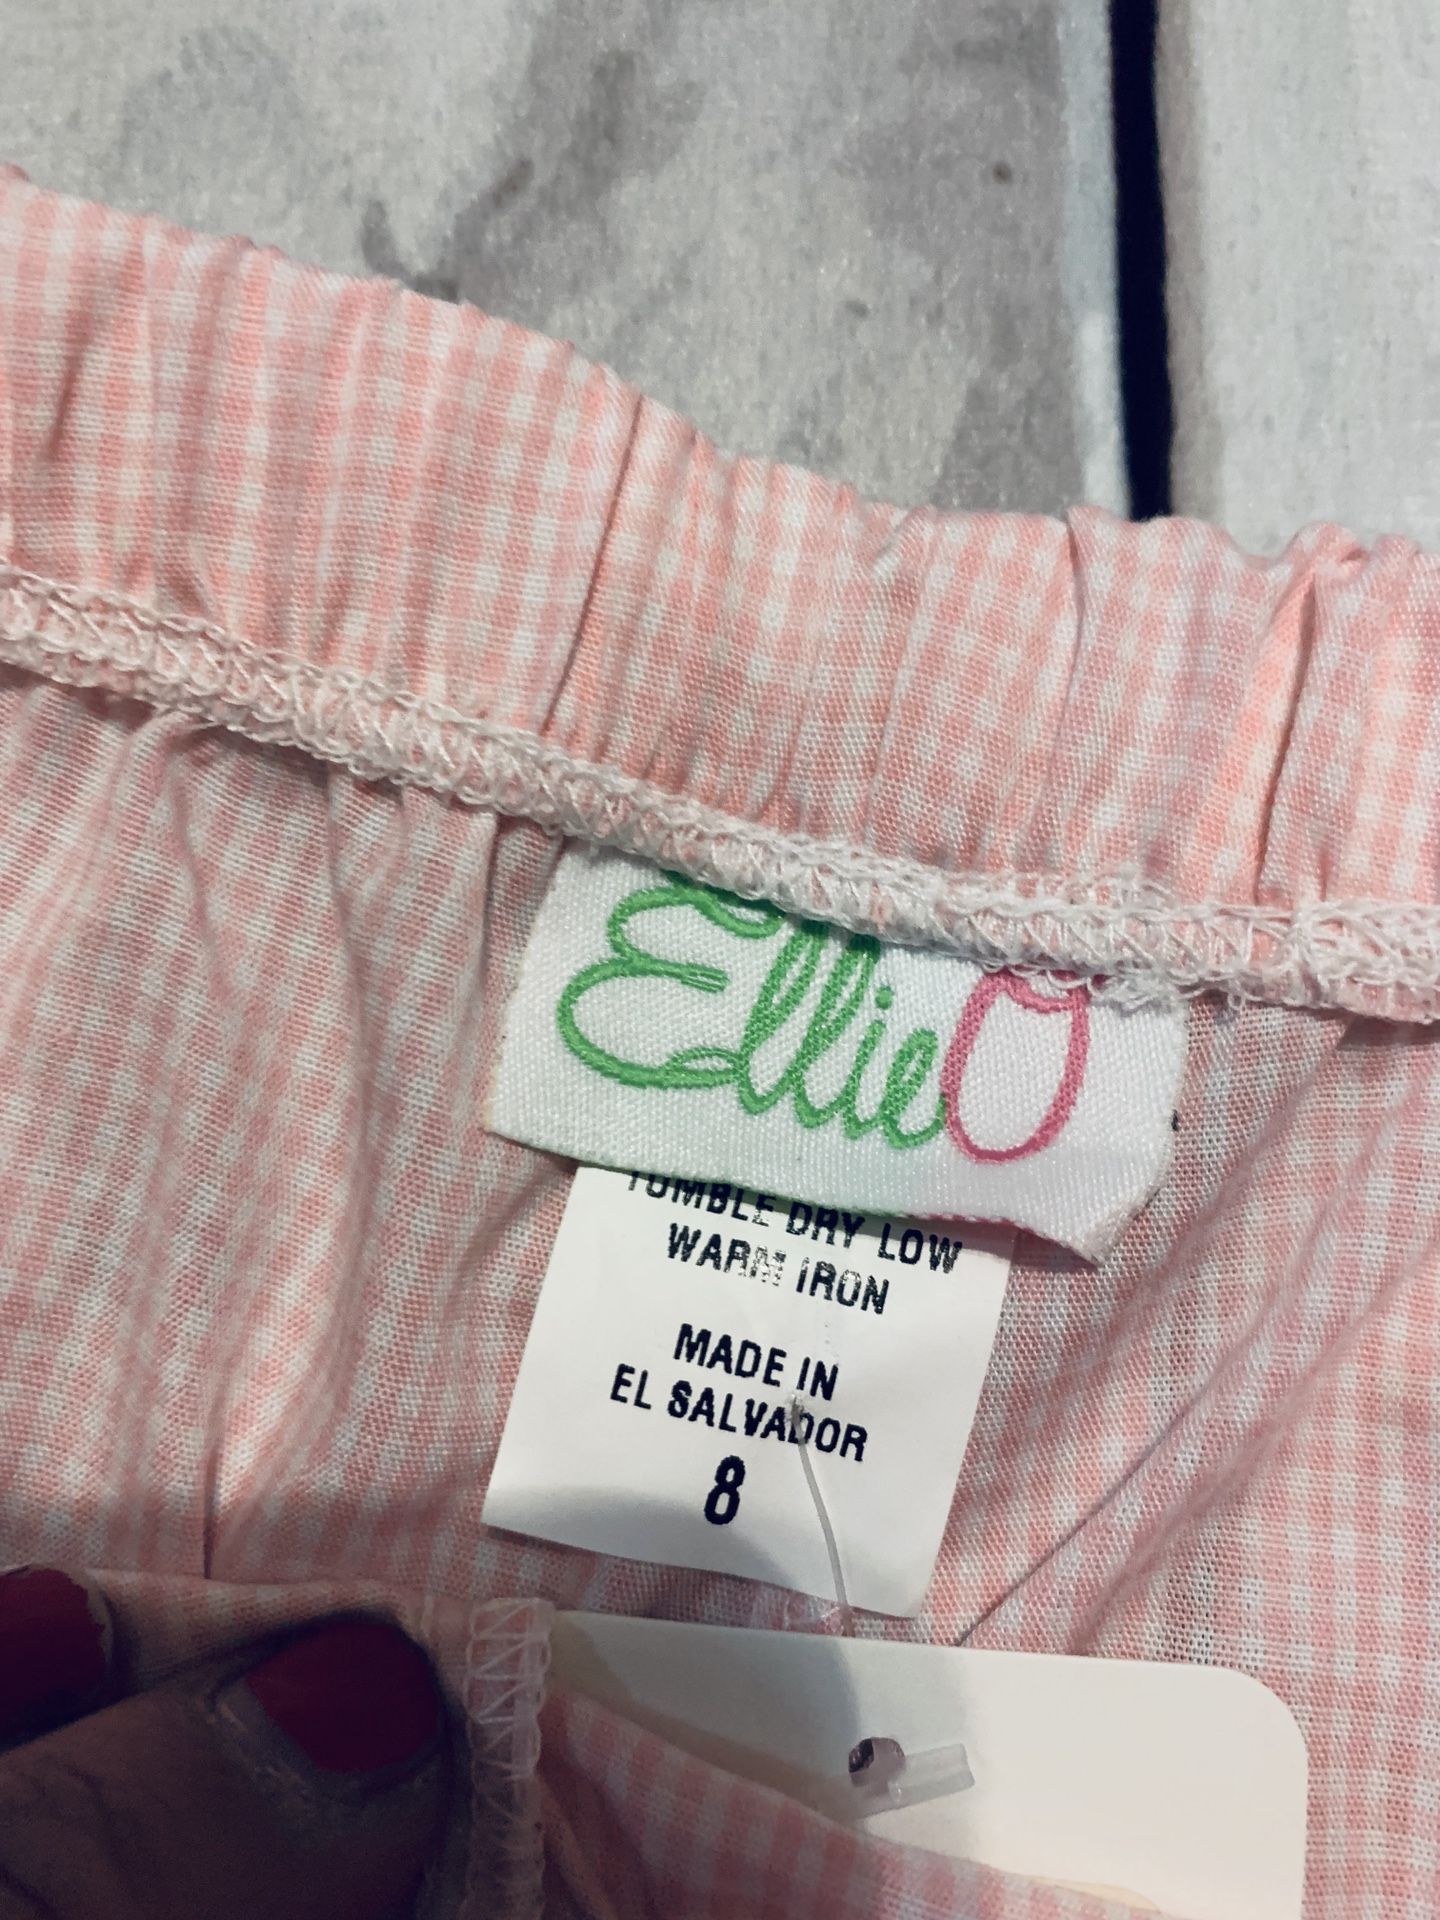 EllieO
TUMBLE DRY LOW
WARM IRON
MADE IN
EL SALVADOR
8